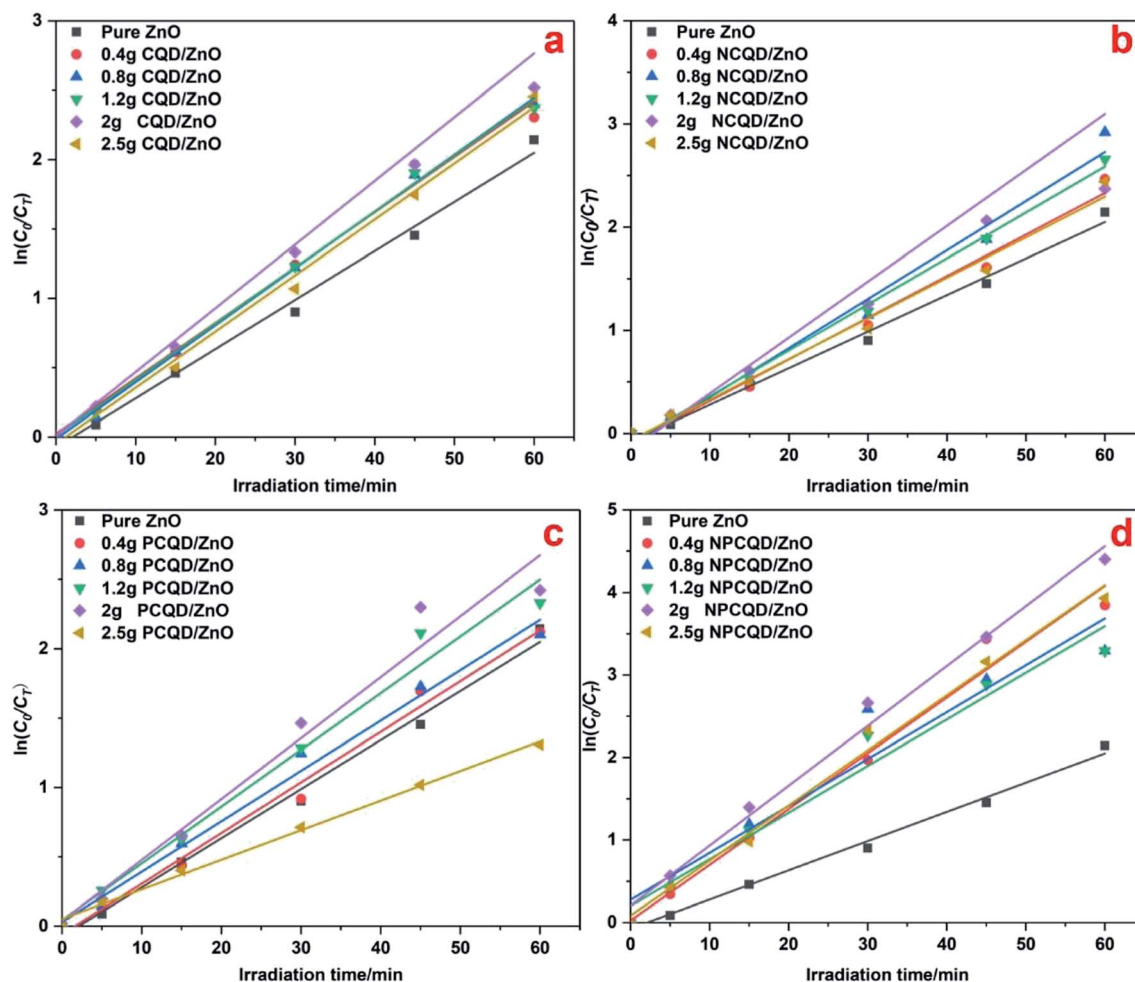 a
Pure ZnO
0.4g CQD/ZnO
0.8g CQD/ZnO
1.2g CQD/ZnO
2g CQD/ZnO
2.5g CQD/ZnO
3
2
1
0
ln(C0/CT)
0 10 20 30 40 50 60
Irradiation time/min
b
Pure ZnO
0.4g NCQD/ZnO
0.8g NCQD/ZnO
1.2g NCQD/ZnO
2g NCQD/ZnO
2.5g NCQD/ZnO
4
3
2
1
0
ln(C0/CT)
0 10 20 30 40 50 60
Irradiation time/min
c
Pure ZnO
0.4g PCQD/ZnO
0.8g PCQD/ZnO
1.2g PCQD/ZnO
2g PCQD/ZnO
2.5g PCQD/ZnO
3
2
1
0
ln(C0/CT)
0 10 20 30 40 50 60
Irradiation time/min
d
Pure ZnO
0.4g NPCQD/ZnO
0.8g NPCQD/ZnO
1.2g NPCQD/ZnO
2g NPCQD/ZnO
2.5g NPCQD/ZnO
5
4
3
2
1
0
ln(C0/CT)
0 10 20 30 40 50 60
Irradiation time/min